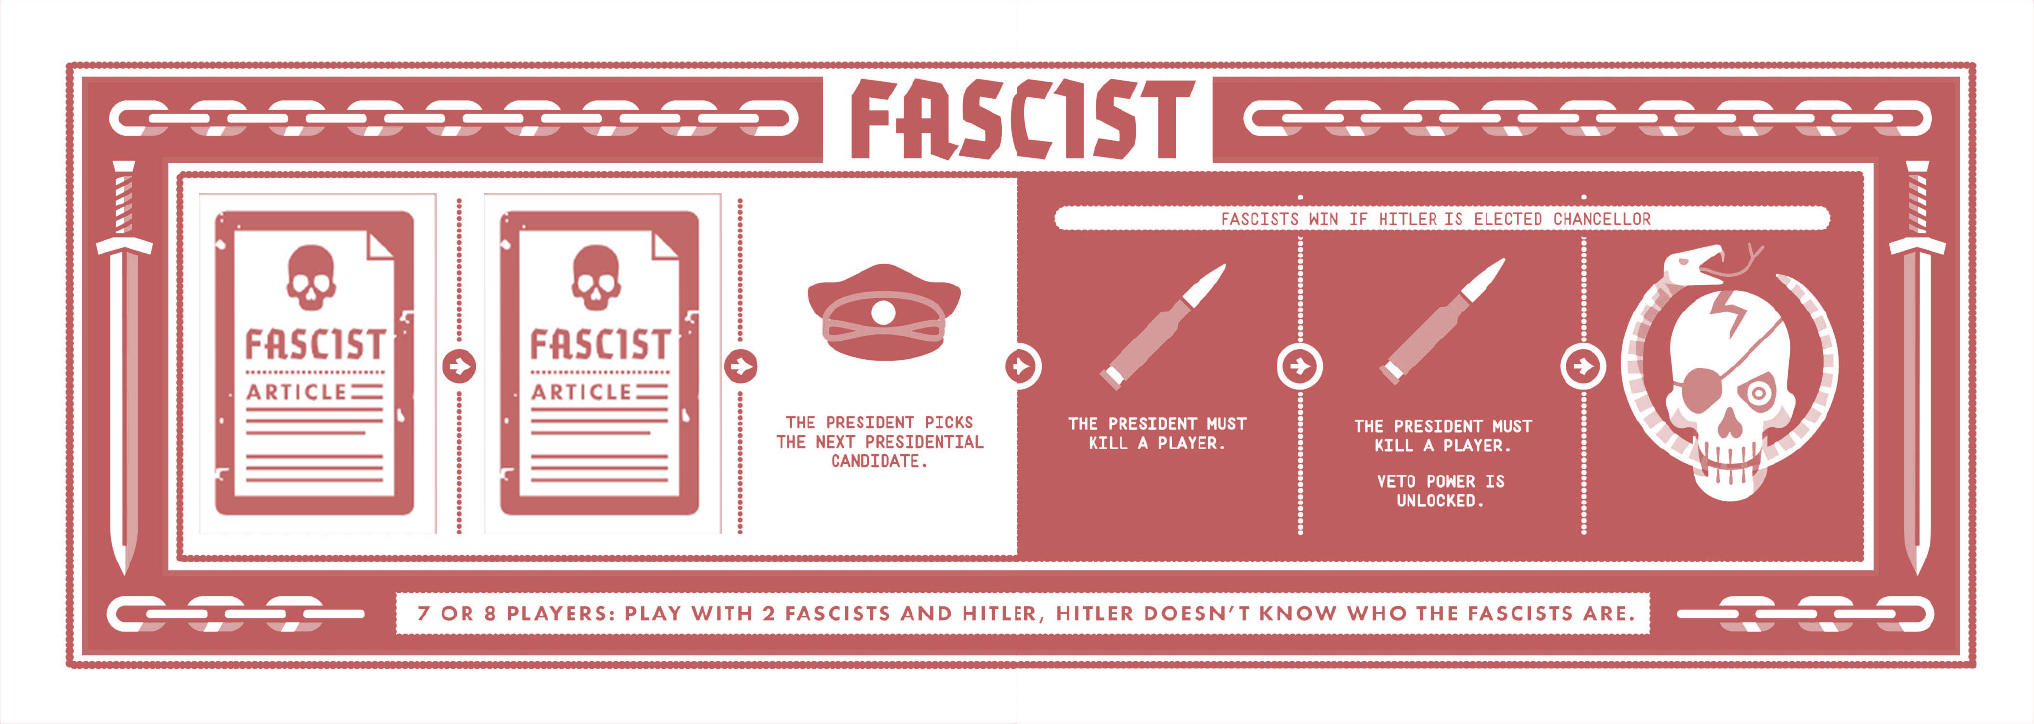 FASCIST
FASCISTS WIN IF HITLER IS ELECTED CHANCELLOR
FASCIST
ARTICLE
FASCIST
ARTICLE
THE PRESIDENT PICKS
THE NEXT PRESIDENTIAL
CANDIDATE.
THE PRESIDENT MUST
KILL A PLAYER.
THE PRESIDENT MUST
KILL A PLAYER.
VETO POWER IS
UNLOCKED.
7 OR 8 PLAYERS: PLAY WITH 2 FASCISTS AND HITLER, HITLER DOESN'T KNOW WHO THE FASCISTS ARE.